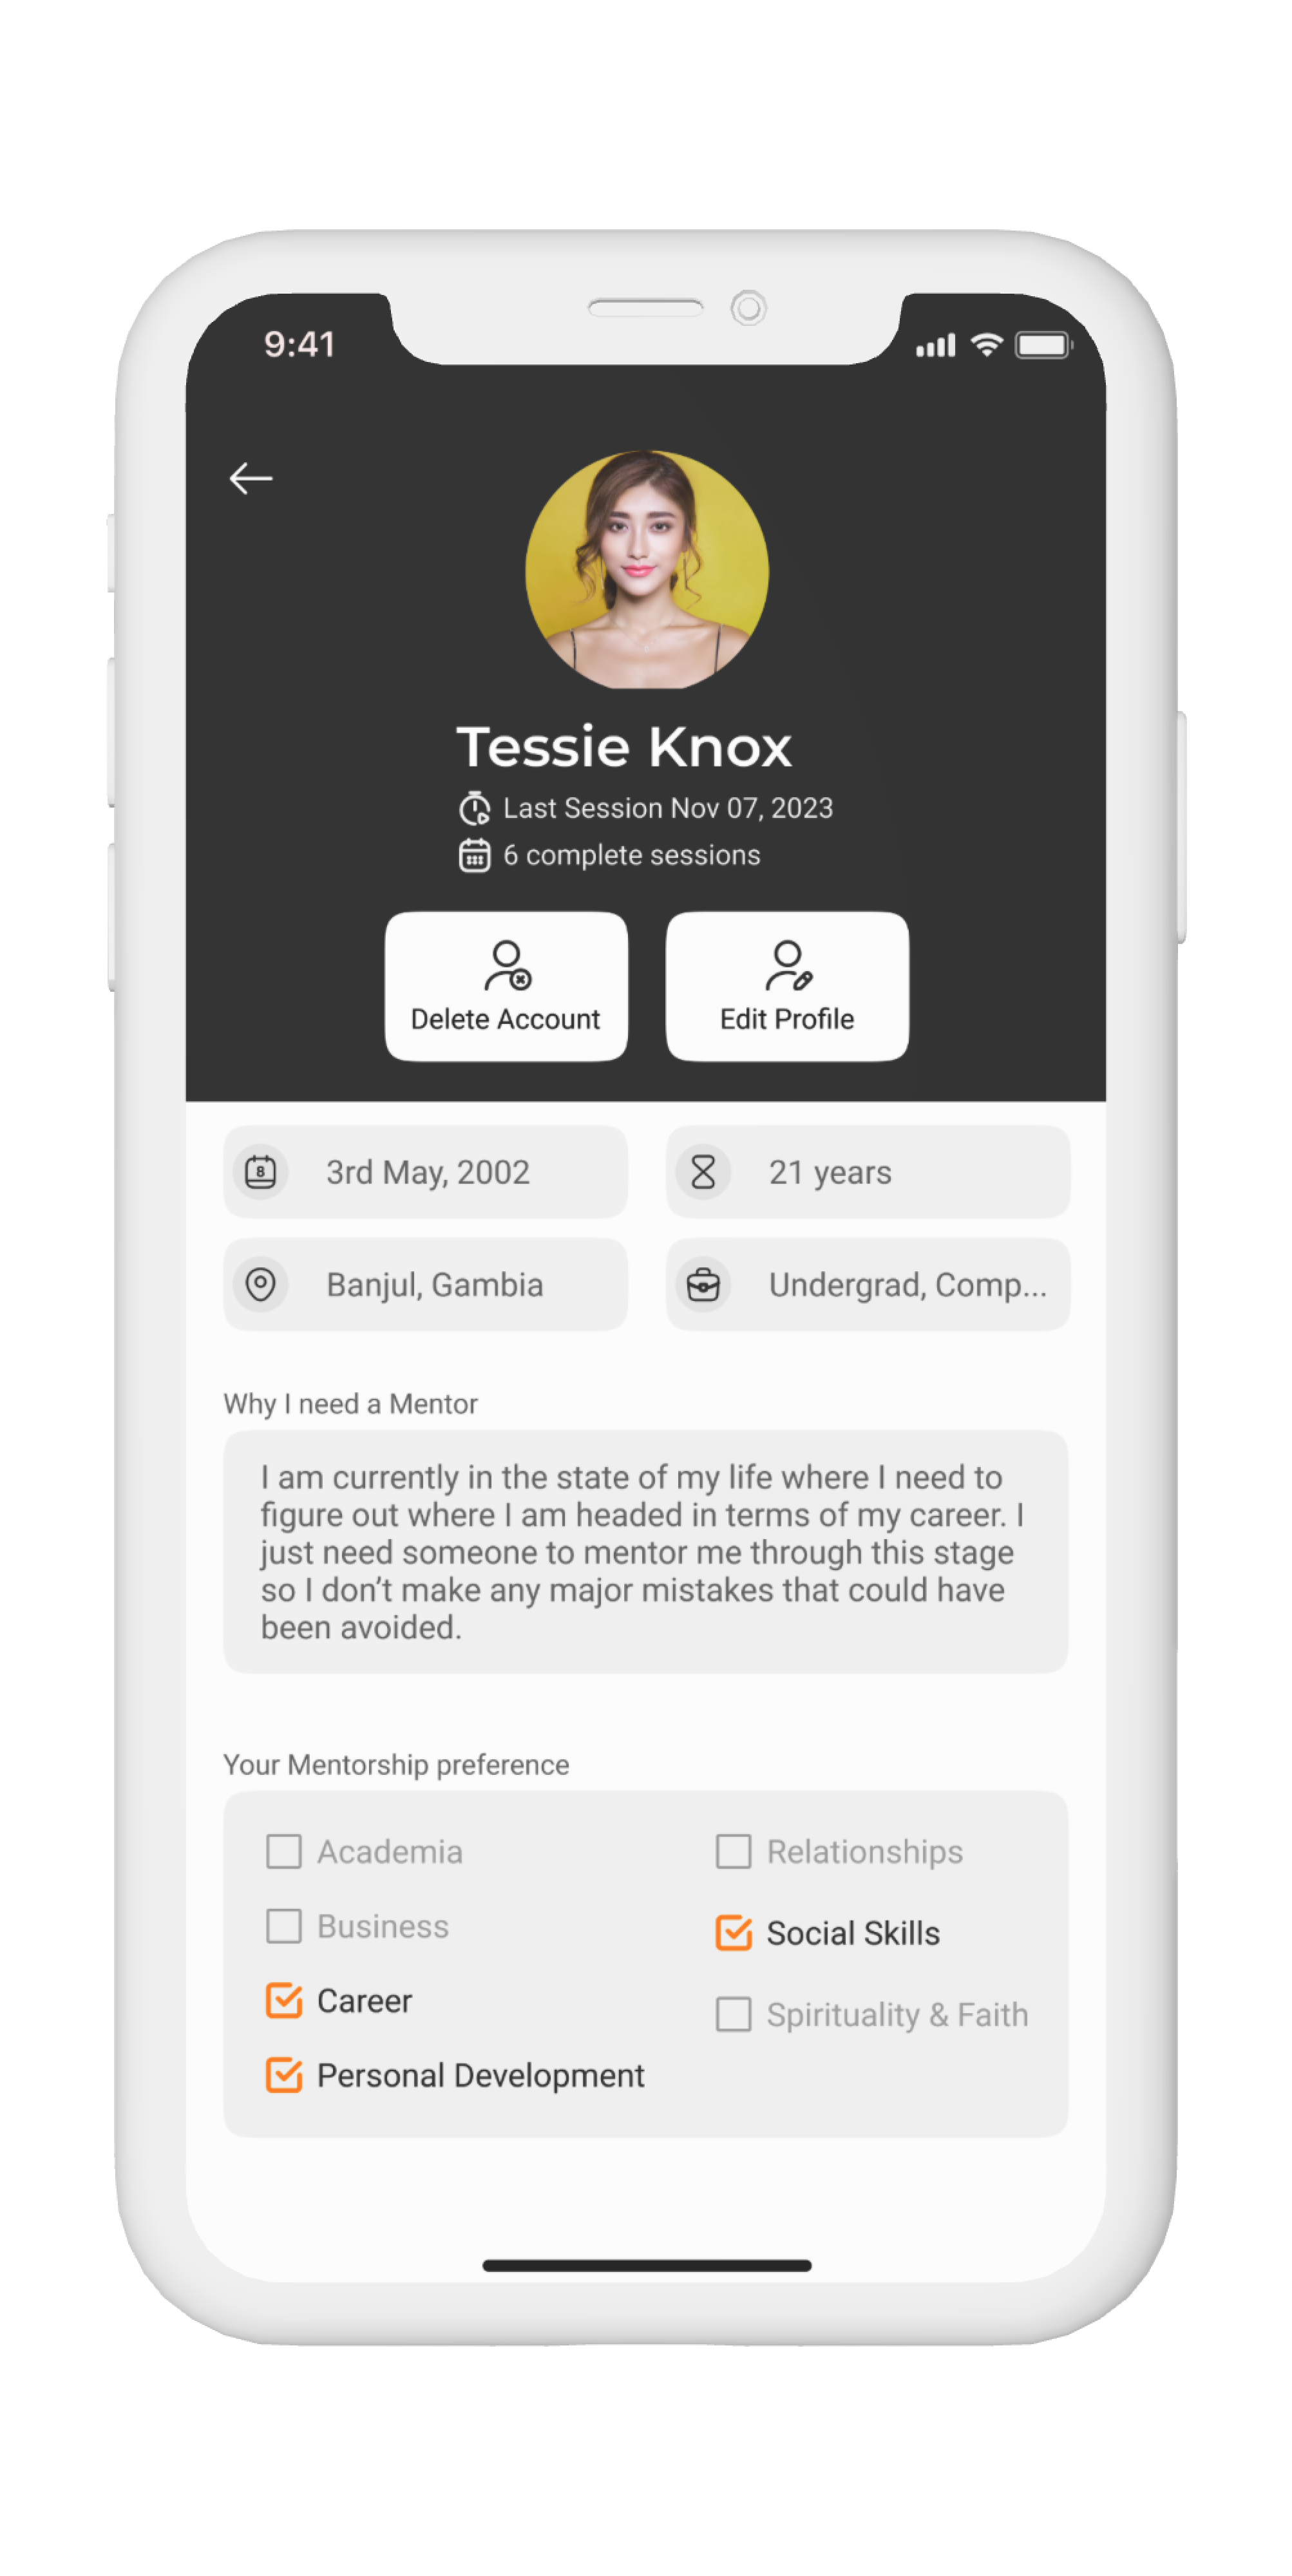 9:41
Tessie Knox
Last Session Nov 07, 2023
6 complete sessions
Delete Account
Edit Profile
8
3rd May, 2002
21 years
Banjul, Gambia
Undergrad, Comp...
Why I need a Mentor
I am currently in the state of my life where I need to
figure out where I am headed in terms of my career. I
just need someone to mentor me through this stage
so I don’t make any major mistakes that could have
been avoided.
Your Mentorship preference
Academia
Business
Career
Personal Development
Relationships
Social Skills
Spirituality & Faith